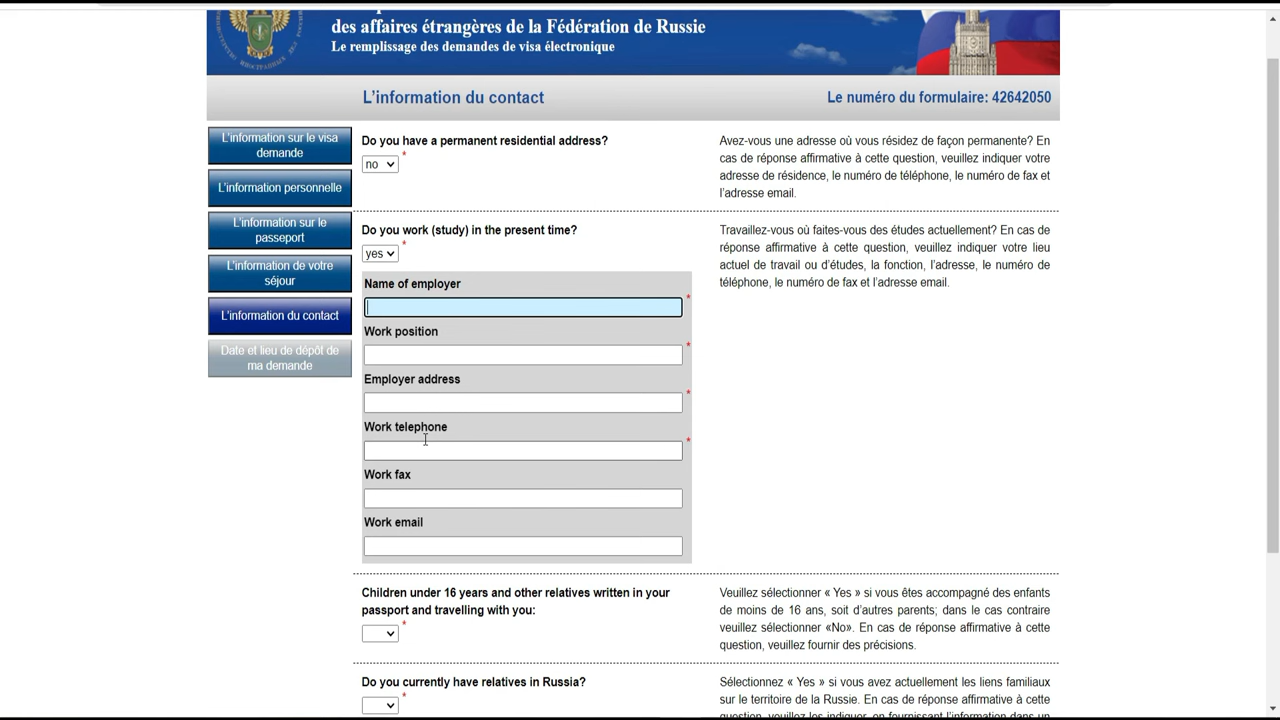 des affaires étrangères de la Fédération de Russie
Le remplissage des demandes de visa électronique
L'information du contact
Le numéro du formulaire: 42642050
L'information sur le visa
demande
L'information personnelle
L'information sur le
passeport
L'information de votre
séjour
L'information du contact
Date et lieu de dépôt de
ma demande
Do you have a permanent residential address?
no *
Avez-vous une adresse où vous résidez de façon permanente? En
cas de réponse affirmative à cette question, veuillez indiquer votre
adresse de résidence, le numéro de téléphone, le numéro de fax et
l'adresse email.
Do you work (study) in the present time?
yes *
Travaillez-vous où faites-vous des études actuellement? En cas de
réponse affirmative à cette question, veuillez indiquer votre lieu
actuel de travail ou d'études, la fonction, l'adresse, le numéro de
téléphone, le numéro de fax et l'adresse email.
Name of employer
*
Work position
*
Employer address
*
Work telephone
*
Work fax
Work email
Children under 16 years and other relatives written in your
passport and travelling with you:
*
Veuillez sélectionner « Yes » si vous êtes accompagné des enfants
de moins de 16 ans, soit d'autres parents; dans le cas contraire
veuillez sélectionner «No». En cas de réponse affirmative à cette
question, veuillez fournir des précisions.
Do you currently have relatives in Russia?
*
Sélectionnez « Yes » si vous avez actuellement les liens familiaux
sur le territoire de la Russie. En cas de réponse affirmative à cette
question, veuillez les indiquer, en fournissant l'information dans un